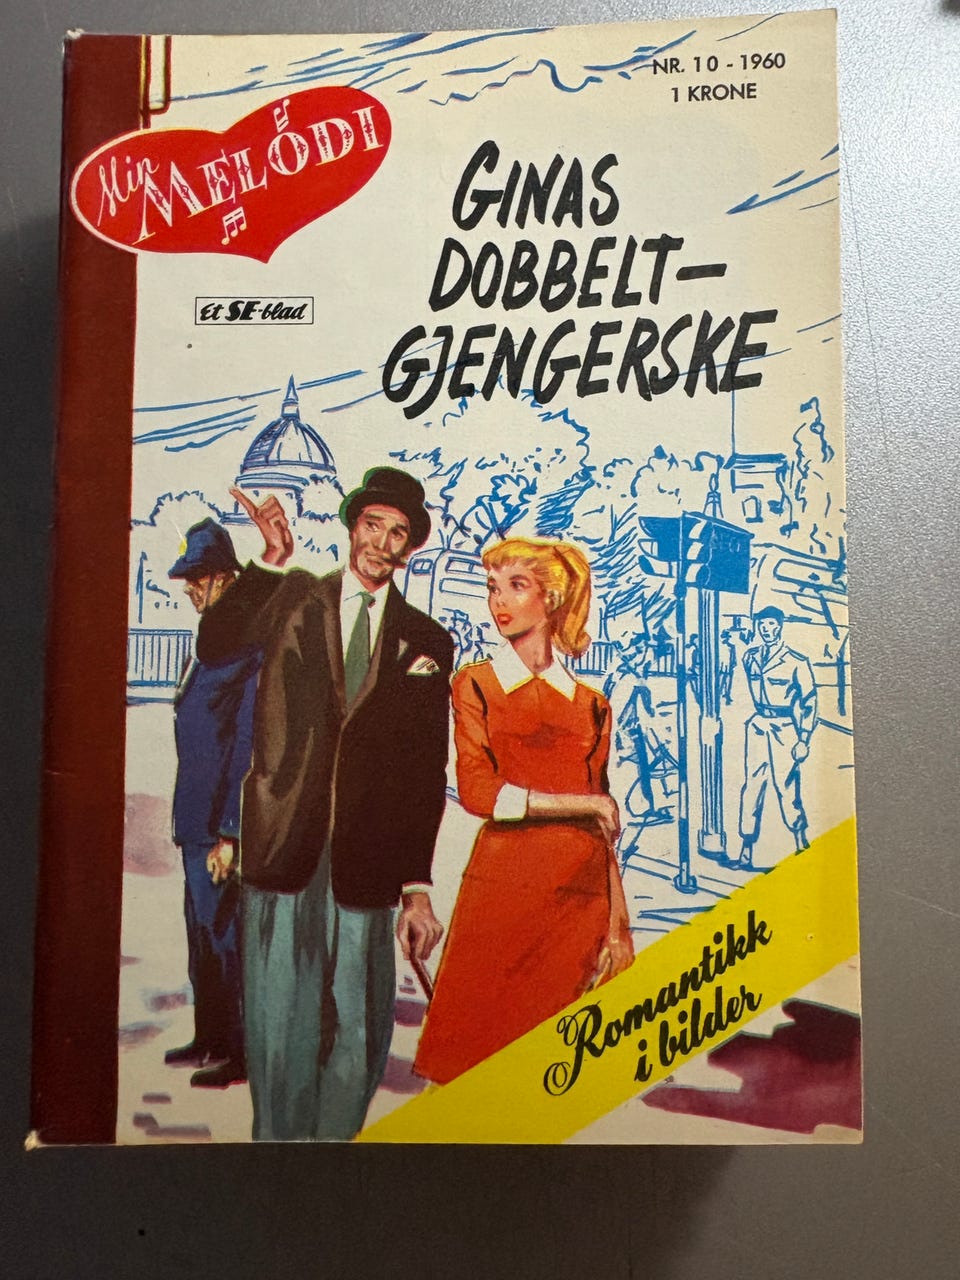 NR. 10 - 1960
1 KRONE
Min
MELODI
GINAS
DOBBELT-
GJENGERSKE
Et SE-blad
Romantikk
i bilder